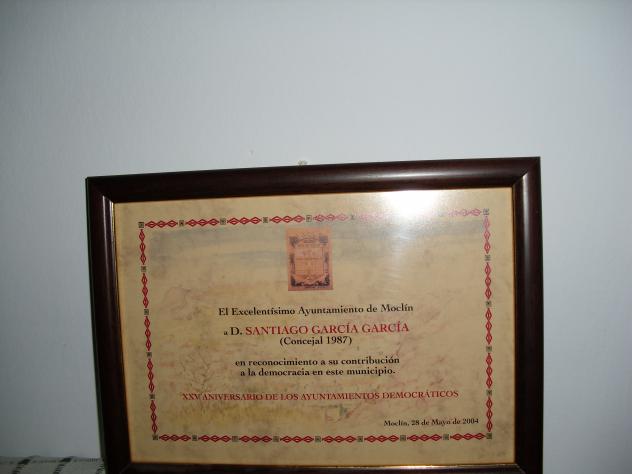 El Excelentísimo Ayuntamiento de Moclín
a D. SANTIAGO GARCÍA GARCÍA
(Concejal 1987)
en reconocimiento a su contribución
a la democracia en este municipio.
XXV ANIVERSARIO DE LOS AYUNTAMIENTOS DEMOCRÁTICOS
Moclín, 28 de Mayo de 2004